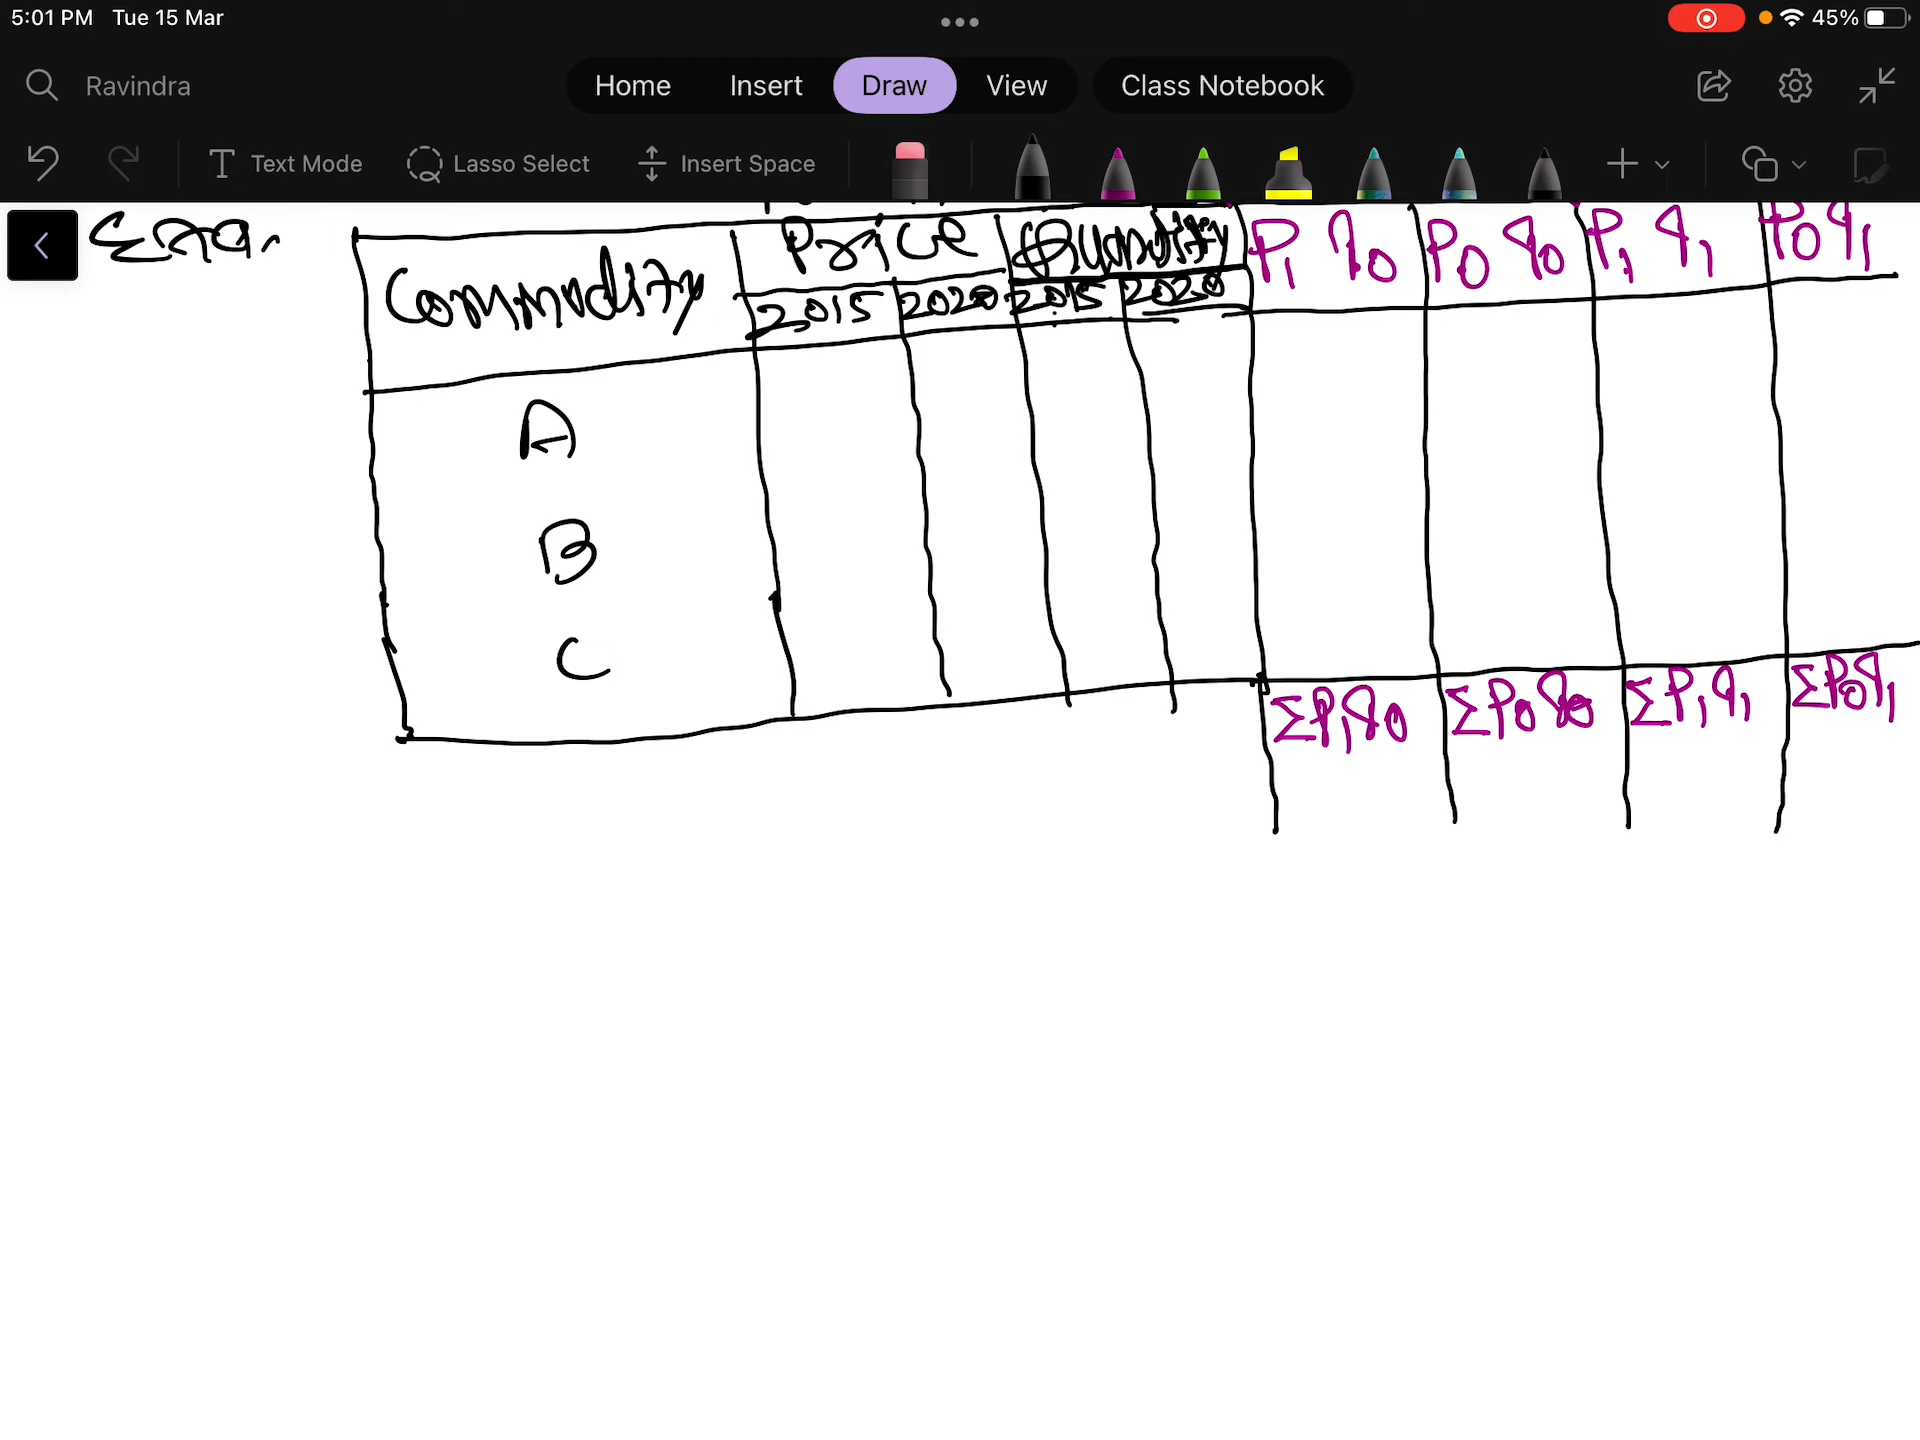 5:01 PM Tue 15 Mar
45%
Ravindra
Home Insert Draw View Class Notebook
Text Mode Lasso Select Insert Space
Exa.
Commodity Price Quantity P₁ q₀ P₀ q₀ P₁ q₁ P₀ q₁
2015 2020 2015 2020
A
B
C
ΣP₁q₀ ΣP₀q₀ ΣP₁q₁ ΣP₀q₁